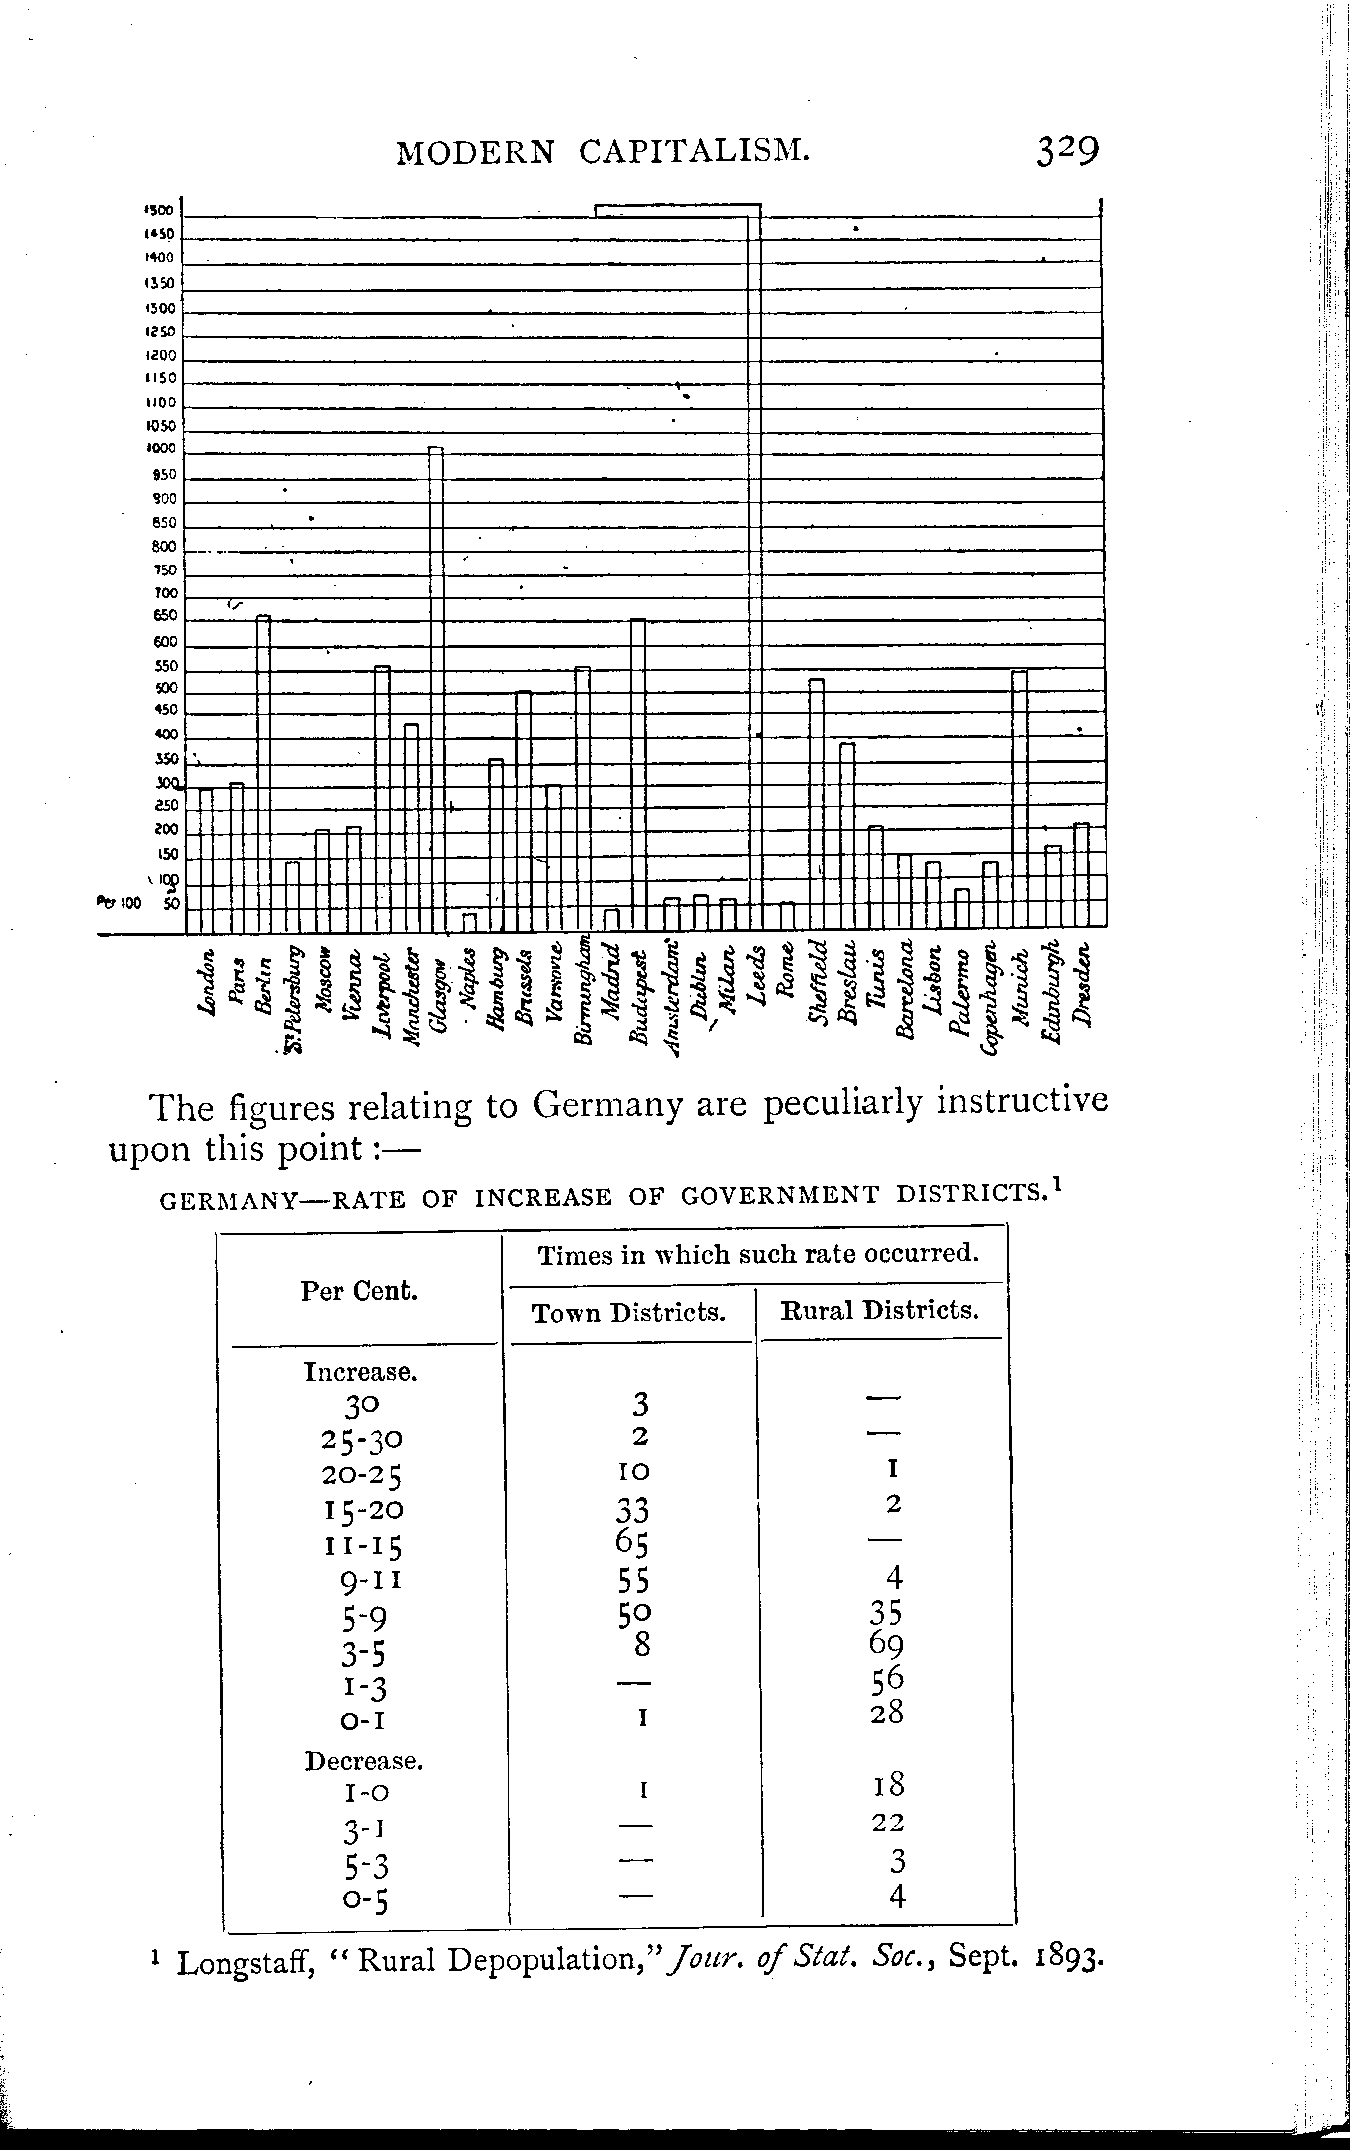 MODERN CAPITALISM. 329
1500
1450
1400
1350
1300
1250
1200
1150
1100
1050
1000
950
900
850
800
750
700
650
600
550
500
450
400
350
300
250
200
150
100
Per 100 50
London Paris Berlin St. Petersburg Moscow Vienna Liverpool Manchester Glasgow Naples Hamburg Brussels Varsovie Birmingham Madrid Budapest Amsterdam Dublin Milan Leeds Rome Sheffield Breslau Tunis Barcelona Lisbon Palermo Copenhagen Munich Edinburgh Dresden
The figures relating to Germany are peculiarly instructive
upon this point :—
GERMANY—RATE OF INCREASE OF GOVERNMENT DISTRICTS.¹
Per Cent. Times in which such rate occurred.
Town Districts. Rural Districts.
Increase.
30 3 —
25-30 2 —
20-25 10 1
15-20 33 2
11-15 65 —
9-11 55 4
5-9 50 35
3-5 8 69
1-3 — 56
0-1 1 28
Decrease.
1-0 1 18
3-1 — 22
5-3 — 3
0-5 — 4
¹ Longstaff, “Rural Depopulation,” Jour. of Stat. Soc., Sept. 1893.